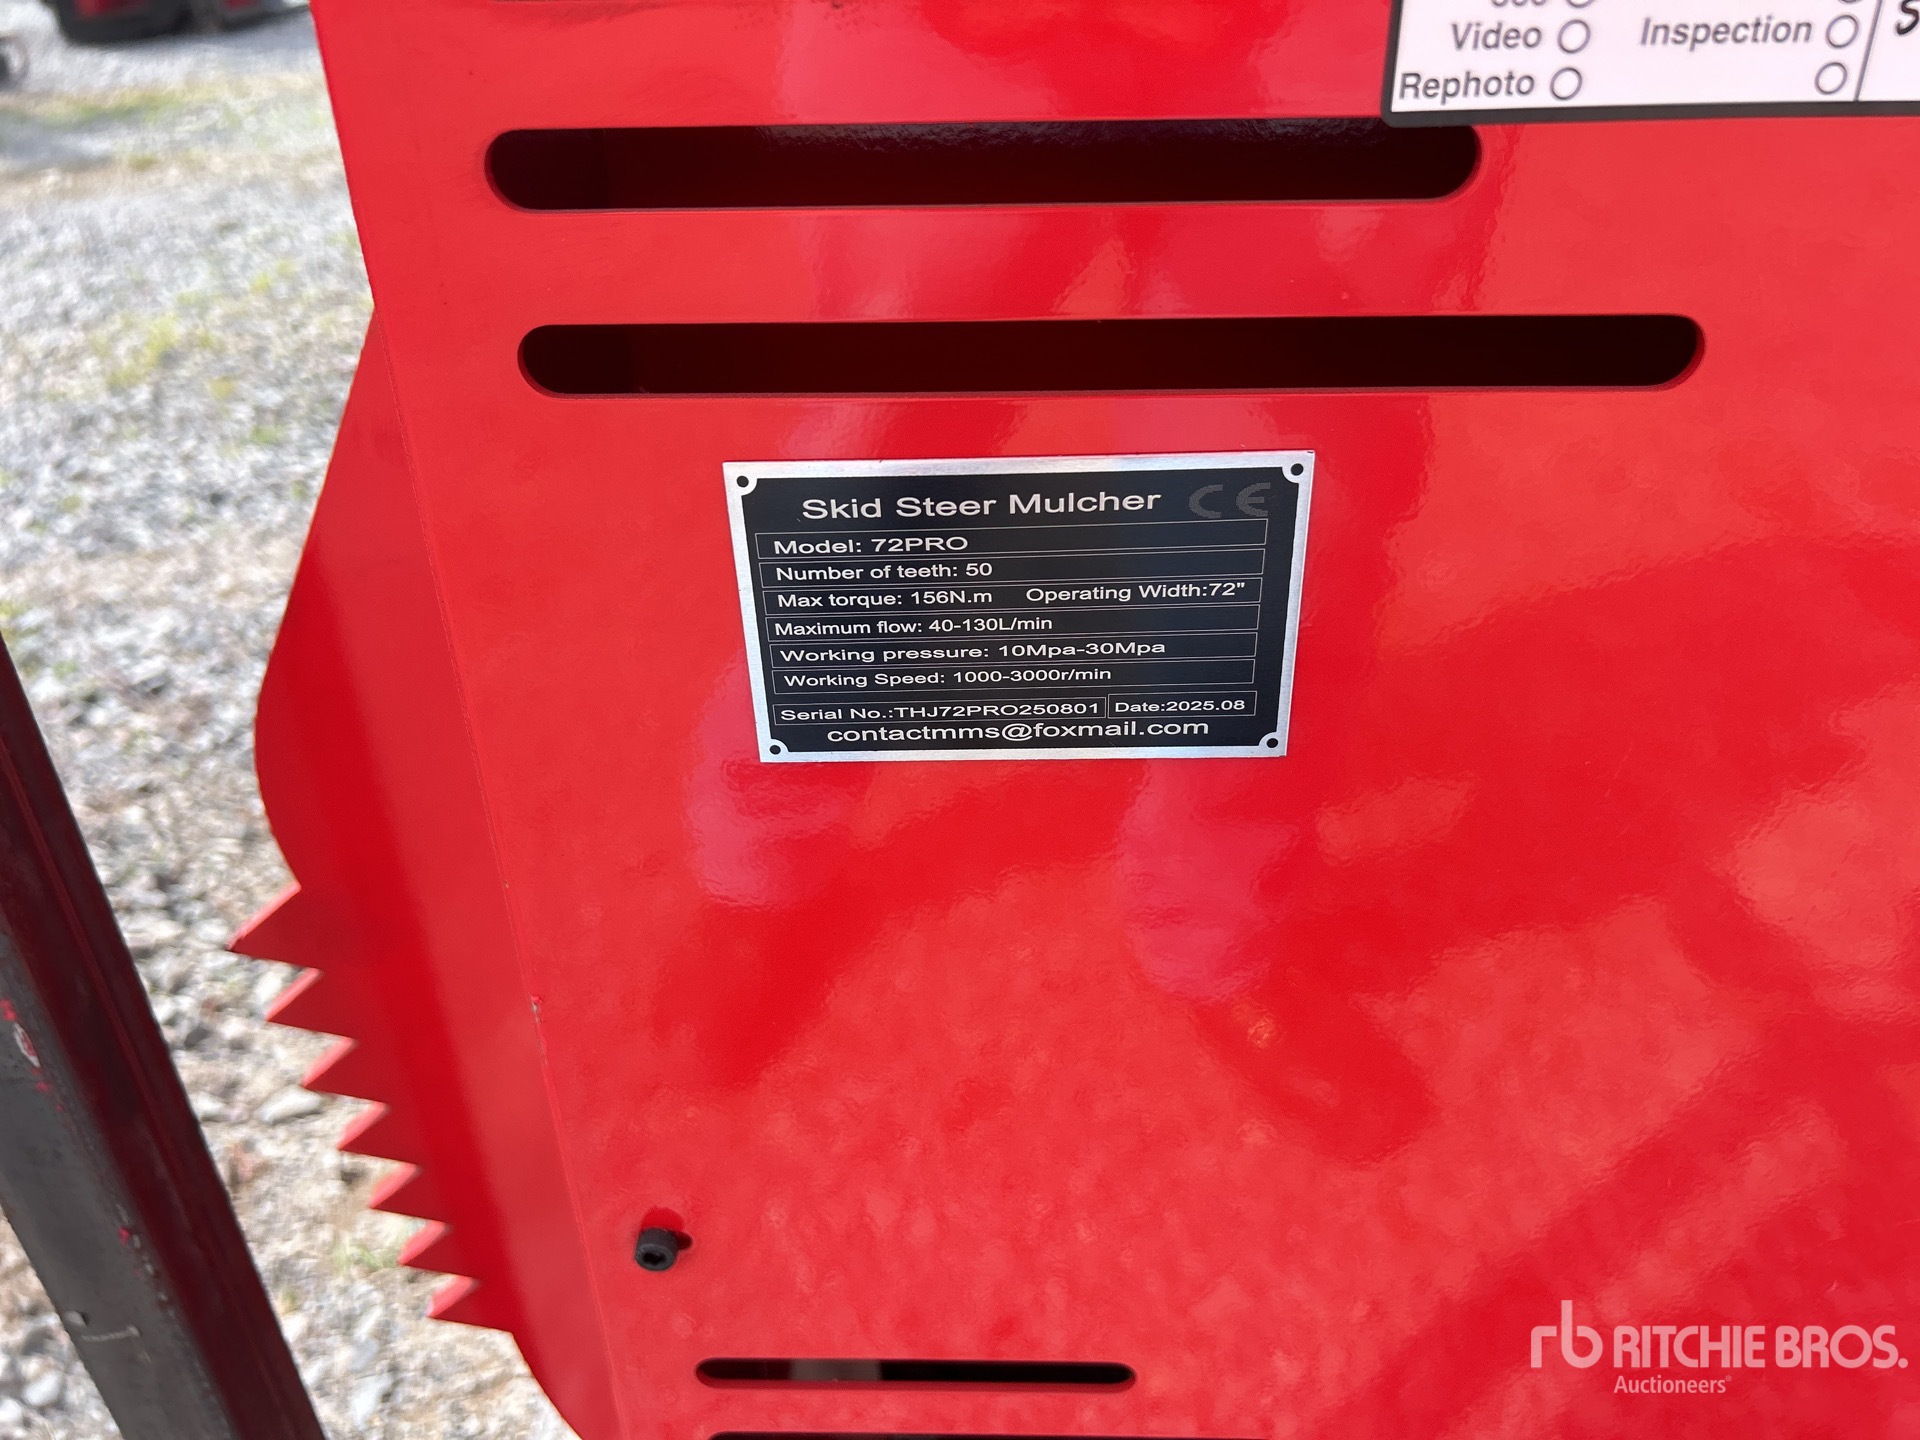 Video Inspection
Rephoto
Skid Steer Mulcher CE
Model: 72PRO
Number of teeth: 50
Max torque: 156N.m Operating Width:72"
Maximum flow: 40-130L/min
Working pressure: 10Mpa-30Mpa
Working Speed: 1000-3000r/min
Serial No.:THJ72PRO250801 Date:2025.08
contactmms@foxmail.com
rb RITCHIE BROS.
Auctioneers